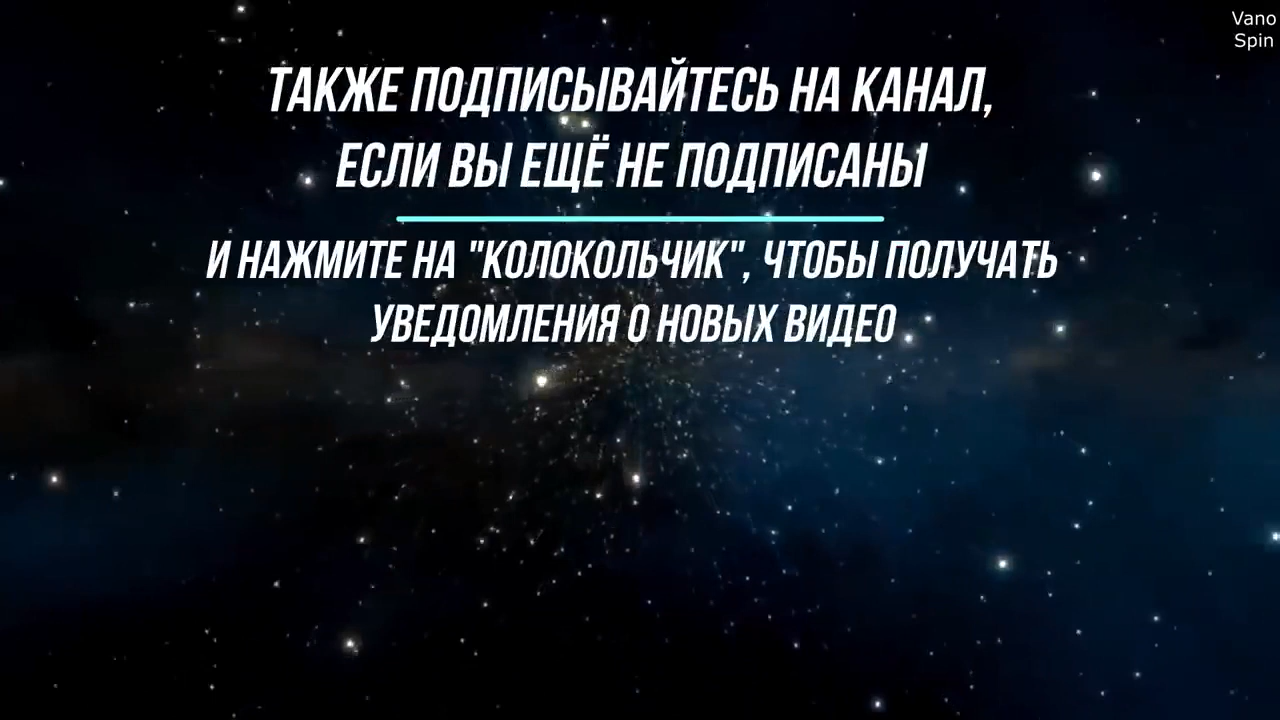 Vano
Spin
ТАКЖЕ ПОДПИСЫВАЙТЕСЬ НА КАНАЛ,
ЕСЛИ ВЫ ЕЩЁ НЕ ПОДПИСАНЫ
И НАЖМИТЕ НА "КОЛОКОЛЬЧИК", ЧТОБЫ ПОЛУЧАТЬ
УВЕДОМЛЕНИЯ О НОВЫХ ВИДЕО